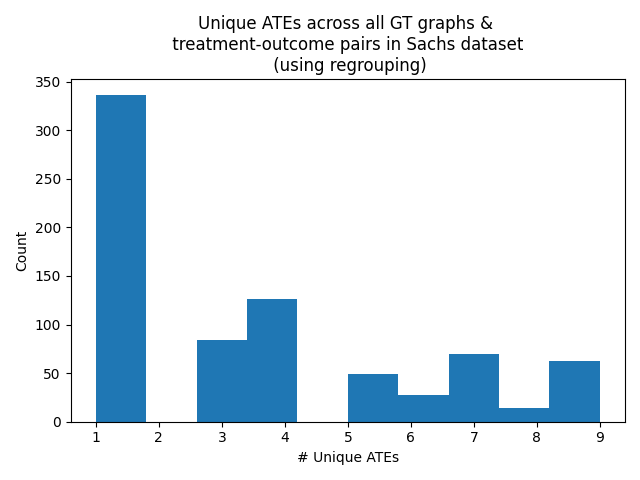 Unique ATEs across all GT graphs &
treatment-outcome pairs in Sachs dataset
(using regrouping)
350
300
250
200
150
100
50
0
Count
1 2 3 4 5 6 7 8 9
# Unique ATEs